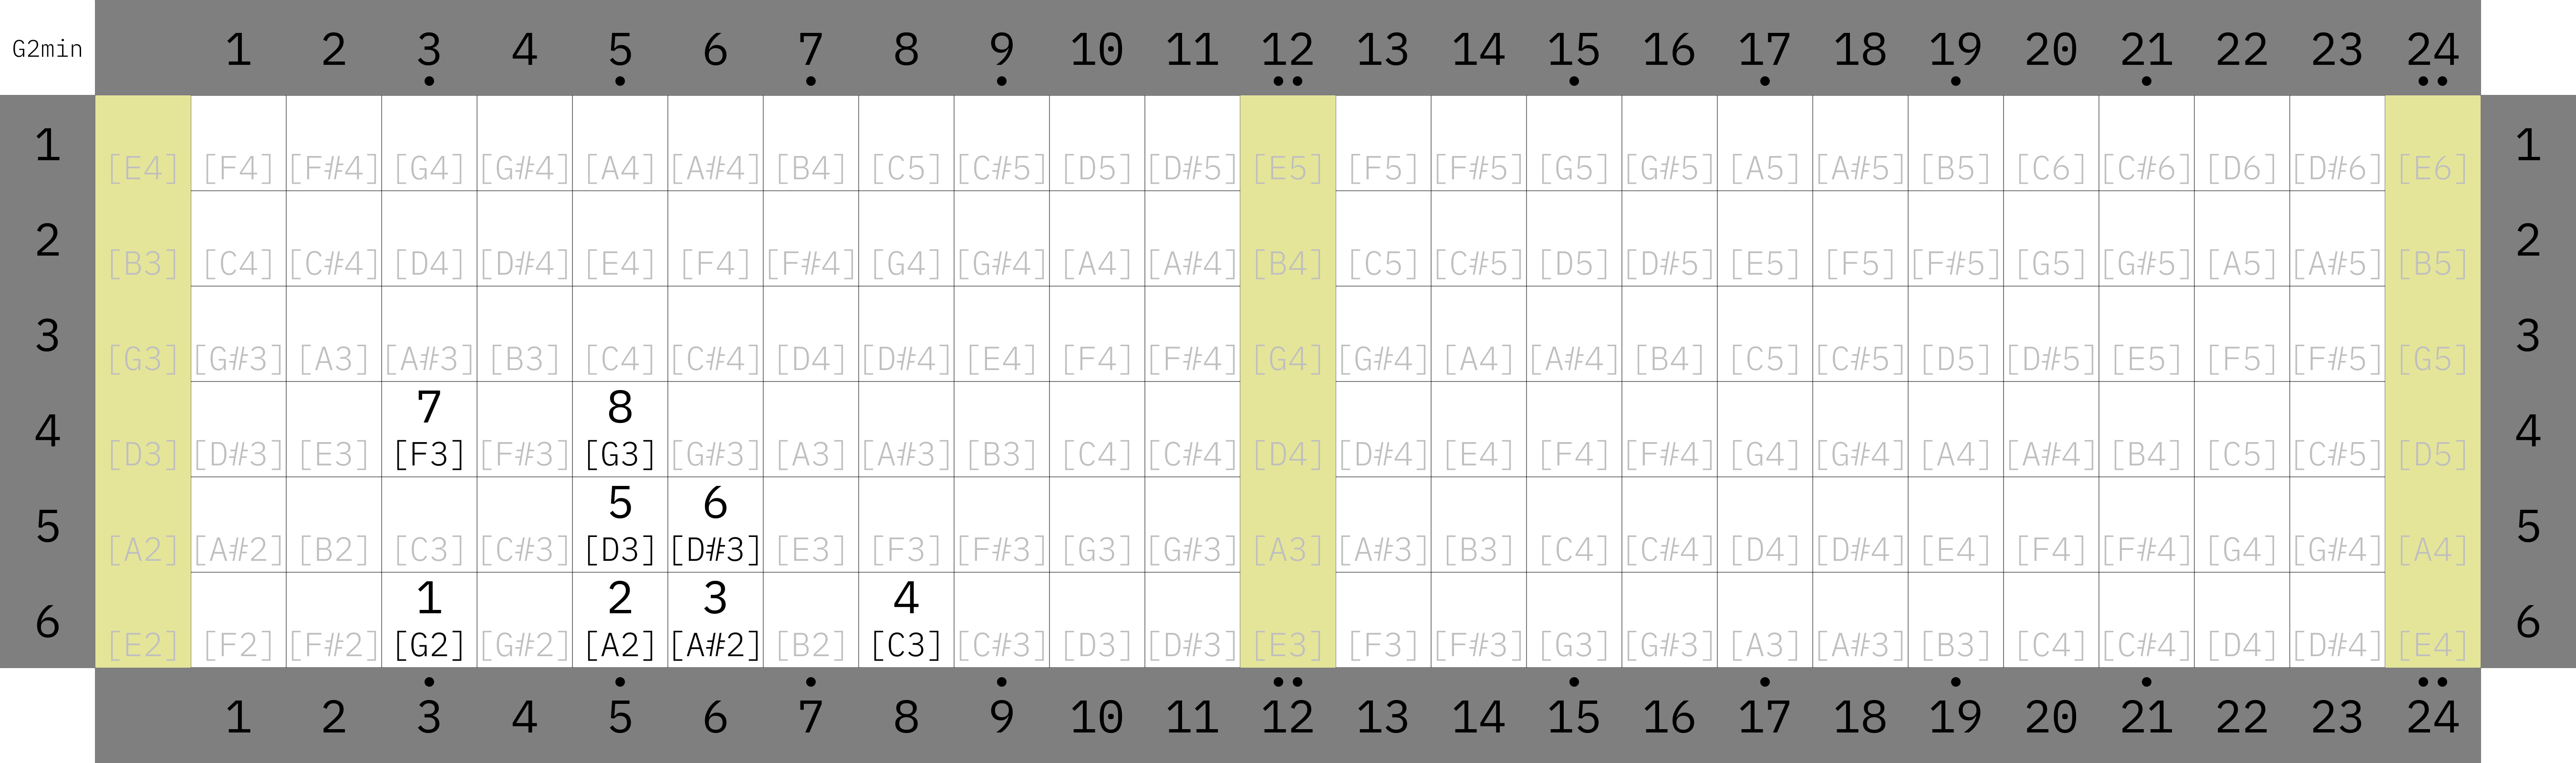 G2min 1 2 3 4 5 6 7 8 9 10 11 12 13 14 15 16 17 18 19 20 21 22 23 24
1 [E4] [F4] [F#4] [G4] [G#4] [A4] [A#4] [B4] [C5] [C#5] [D5] [D#5] [E5] [F5] [F#5] [G5] [G#5] [A5] [A#5] [B5] [C6] [C#6] [D6] [D#6] [E6] 1
2 [B3] [C4] [C#4] [D4] [D#4] [E4] [F4] [F#4] [G4] [G#4] [A4] [A#4] [B4] [C5] [C#5] [D5] [D#5] [E5] [F5] [F#5] [G5] [G#5] [A5] [A#5] [B5] 2
3 [G3] [G#3] [A3] [A#3] [B3] [C4] [C#4] [D4] [D#4] [E4] [F4] [F#4] [G4] [G#4] [A4] [A#4] [B4] [C5] [C#5] [D5] [D#5] [E5] [F5] [F#5] [G5] 3
7 8
4 [D3] [D#3] [E3] [F3] [F#3] [G3] [G#3] [A3] [A#3] [B3] [C4] [C#4] [D4] [D#4] [E4] [F4] [F#4] [G4] [G#4] [A4] [A#4] [B4] [C5] [C#5] [D5] 4
5 6
5 [A2] [A#2] [B2] [C3] [C#3] [D3] [D#3] [E3] [F3] [F#3] [G3] [G#3] [A3] [A#3] [B3] [C4] [C#4] [D4] [D#4] [E4] [F4] [F#4] [G4] [G#4] [A4] 5
1 2 3 4
6 [E2] [F2] [F#2] [G2] [G#2] [A2] [A#2] [B2] [C3] [C#3] [D3] [D#3] [E3] [F3] [F#3] [G3] [G#3] [A3] [A#3] [B3] [C4] [C#4] [D4] [D#4] [E4] 6
1 2 3 4 5 6 7 8 9 10 11 12 13 14 15 16 17 18 19 20 21 22 23 24